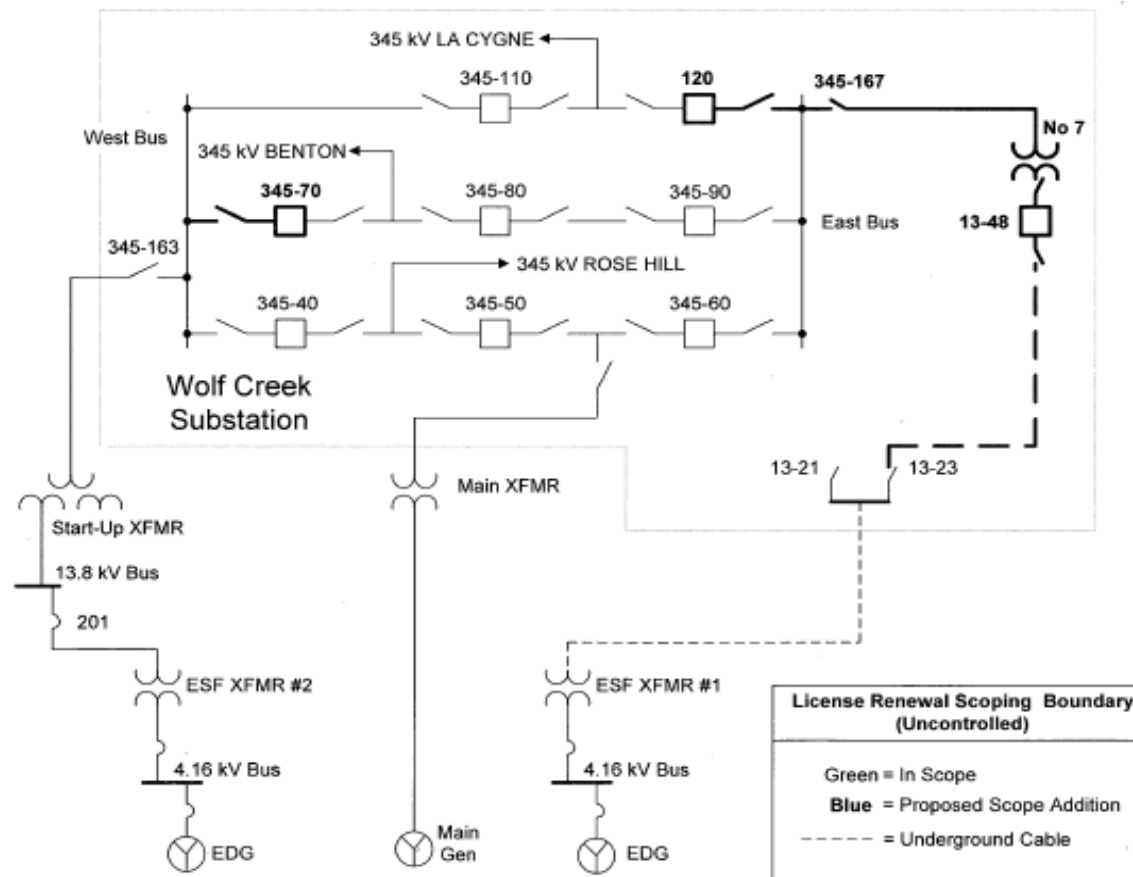 345 kV LA CYGNE
345-110
120
345-167
No 7
West Bus
345 kV BENTON
345-70
345-80
345-90
13-48
East Bus
345-163
345 kV ROSE HILL
345-40
345-50
345-60
Wolf Creek
Substation
13-21
13-23
Main XFMR
Start-Up XFMR
13.8 kV Bus
201
ESF XFMR #2
ESF XFMR #1
4.16 kV Bus
4.16 kV Bus
EDG
Main
Gen
EDG
License Renewal Scoping Boundary
(Uncontrolled)
Green = In Scope
Blue = Proposed Scope Addition
= Underground Cable